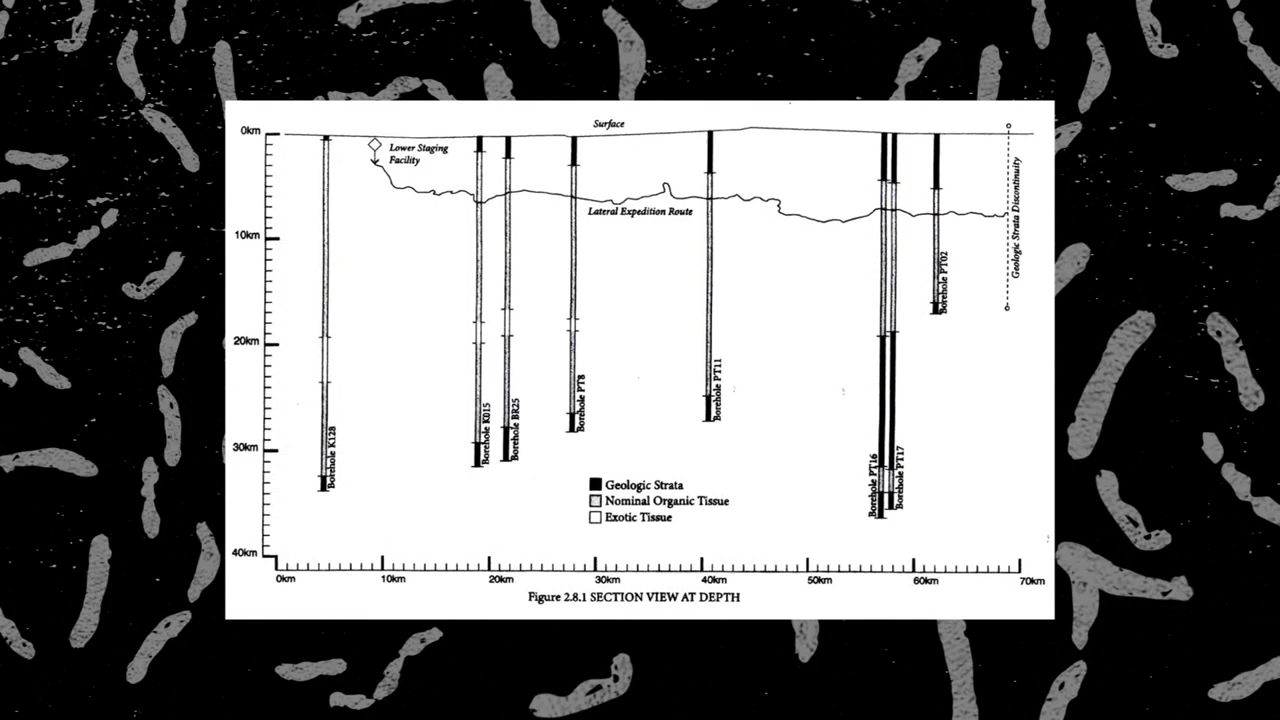 Surface
0km
Lower Staging
Facility
Lateral Expedition Route
Geologic Strata Discontinuity
10km
20km
30km
40km
Borehole K128
Borehole K015
Borehole BR25
Borehole PT8
Borehole PT11
Borehole PT16
Borehole PT17
Borehole PT02
Geologic Strata
Nominal Organic Tissue
Exotic Tissue
0km 10km 20km 30km 40km 50km 60km 70km
Figure 2.8.1 SECTION VIEW AT DEPTH